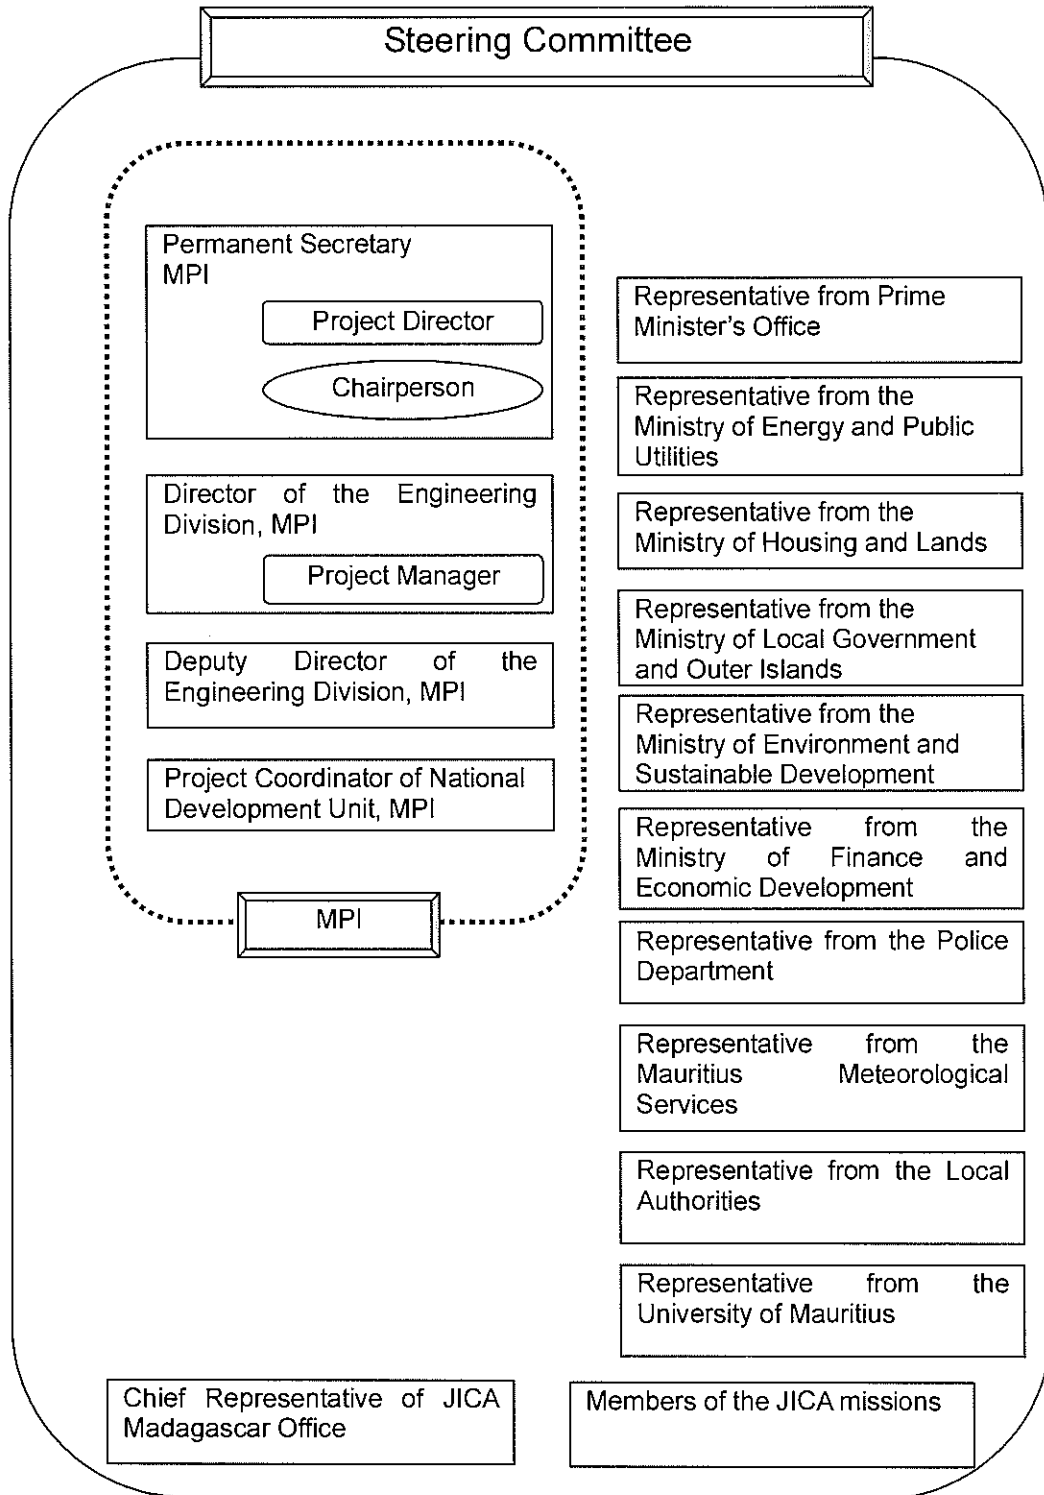 Steering Committee
Permanent Secretary
MPI
Project Director
Chairperson
Director of the Engineering
Division, MPI
Project Manager
Deputy Director of the
Engineering Division, MPI
Project Coordinator of National
Development Unit, MPI
MPI
Representative from Prime
Minister's Office
Representative from the
Ministry of Energy and Public
Utilities
Representative from the
Ministry of Housing and Lands
Representative from the
Ministry of Local Government
and Outer Islands
Representative from the
Ministry of Environment and
Sustainable Development
Representative from the
Ministry of Finance and
Economic Development
Representative from the Police
Department
Representative from the
Mauritius Meteorological
Services
Representative from the Local
Authorities
Representative from the
University of Mauritius
Chief Representative of JICA
Madagascar Office
Members of the JICA missions